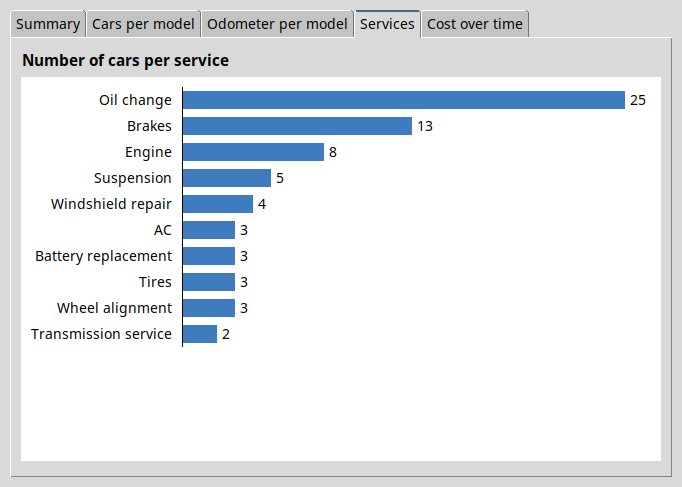 Summary Cars per model Odometer per model Services Cost over time
Number of cars per service
Oil change 25
Brakes 13
Engine 8
Suspension 5
Windshield repair 4
AC 3
Battery replacement 3
Tires 3
Wheel alignment 3
Transmission service 2